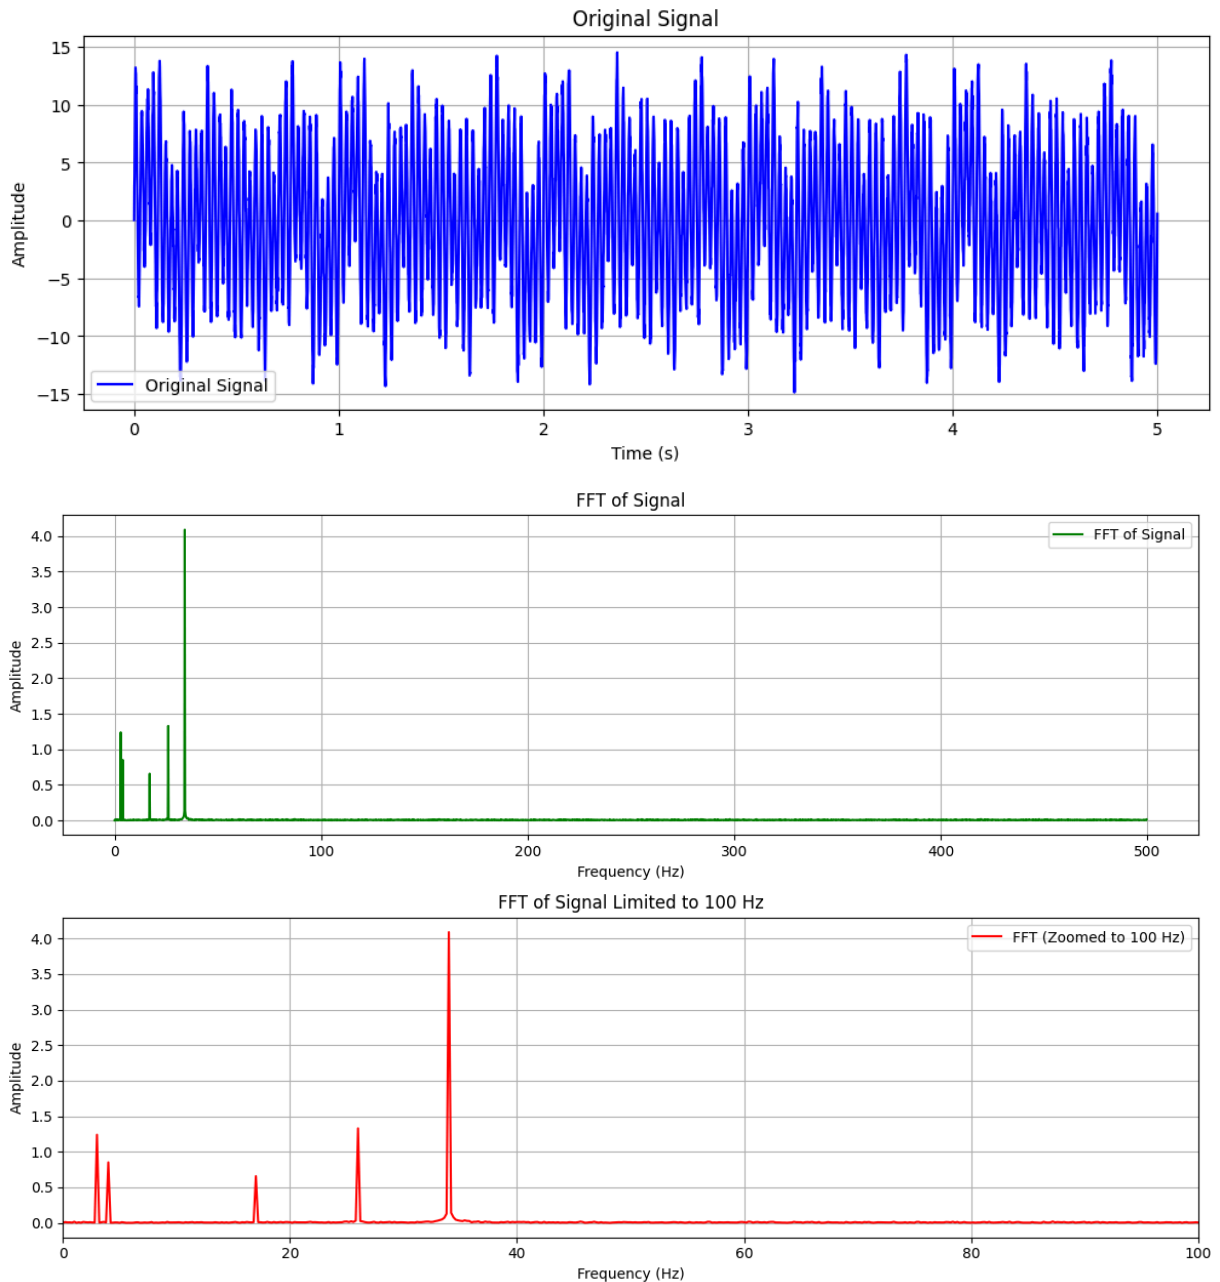 Original Signal
15
10
5
0
−5
−10
−15
Amplitude
Original Signal
0 1 2 3 4 5
Time (s)
FFT of Signal
4.0
3.5
3.0
2.5
2.0
1.5
1.0
0.5
0.0
Amplitude
FFT of Signal
0 100 200 300 400 500
Frequency (Hz)
FFT of Signal Limited to 100 Hz
4.0
3.5
3.0
2.5
2.0
1.5
1.0
0.5
0.0
Amplitude
FFT (Zoomed to 100 Hz)
0 20 40 60 80 100
Frequency (Hz)